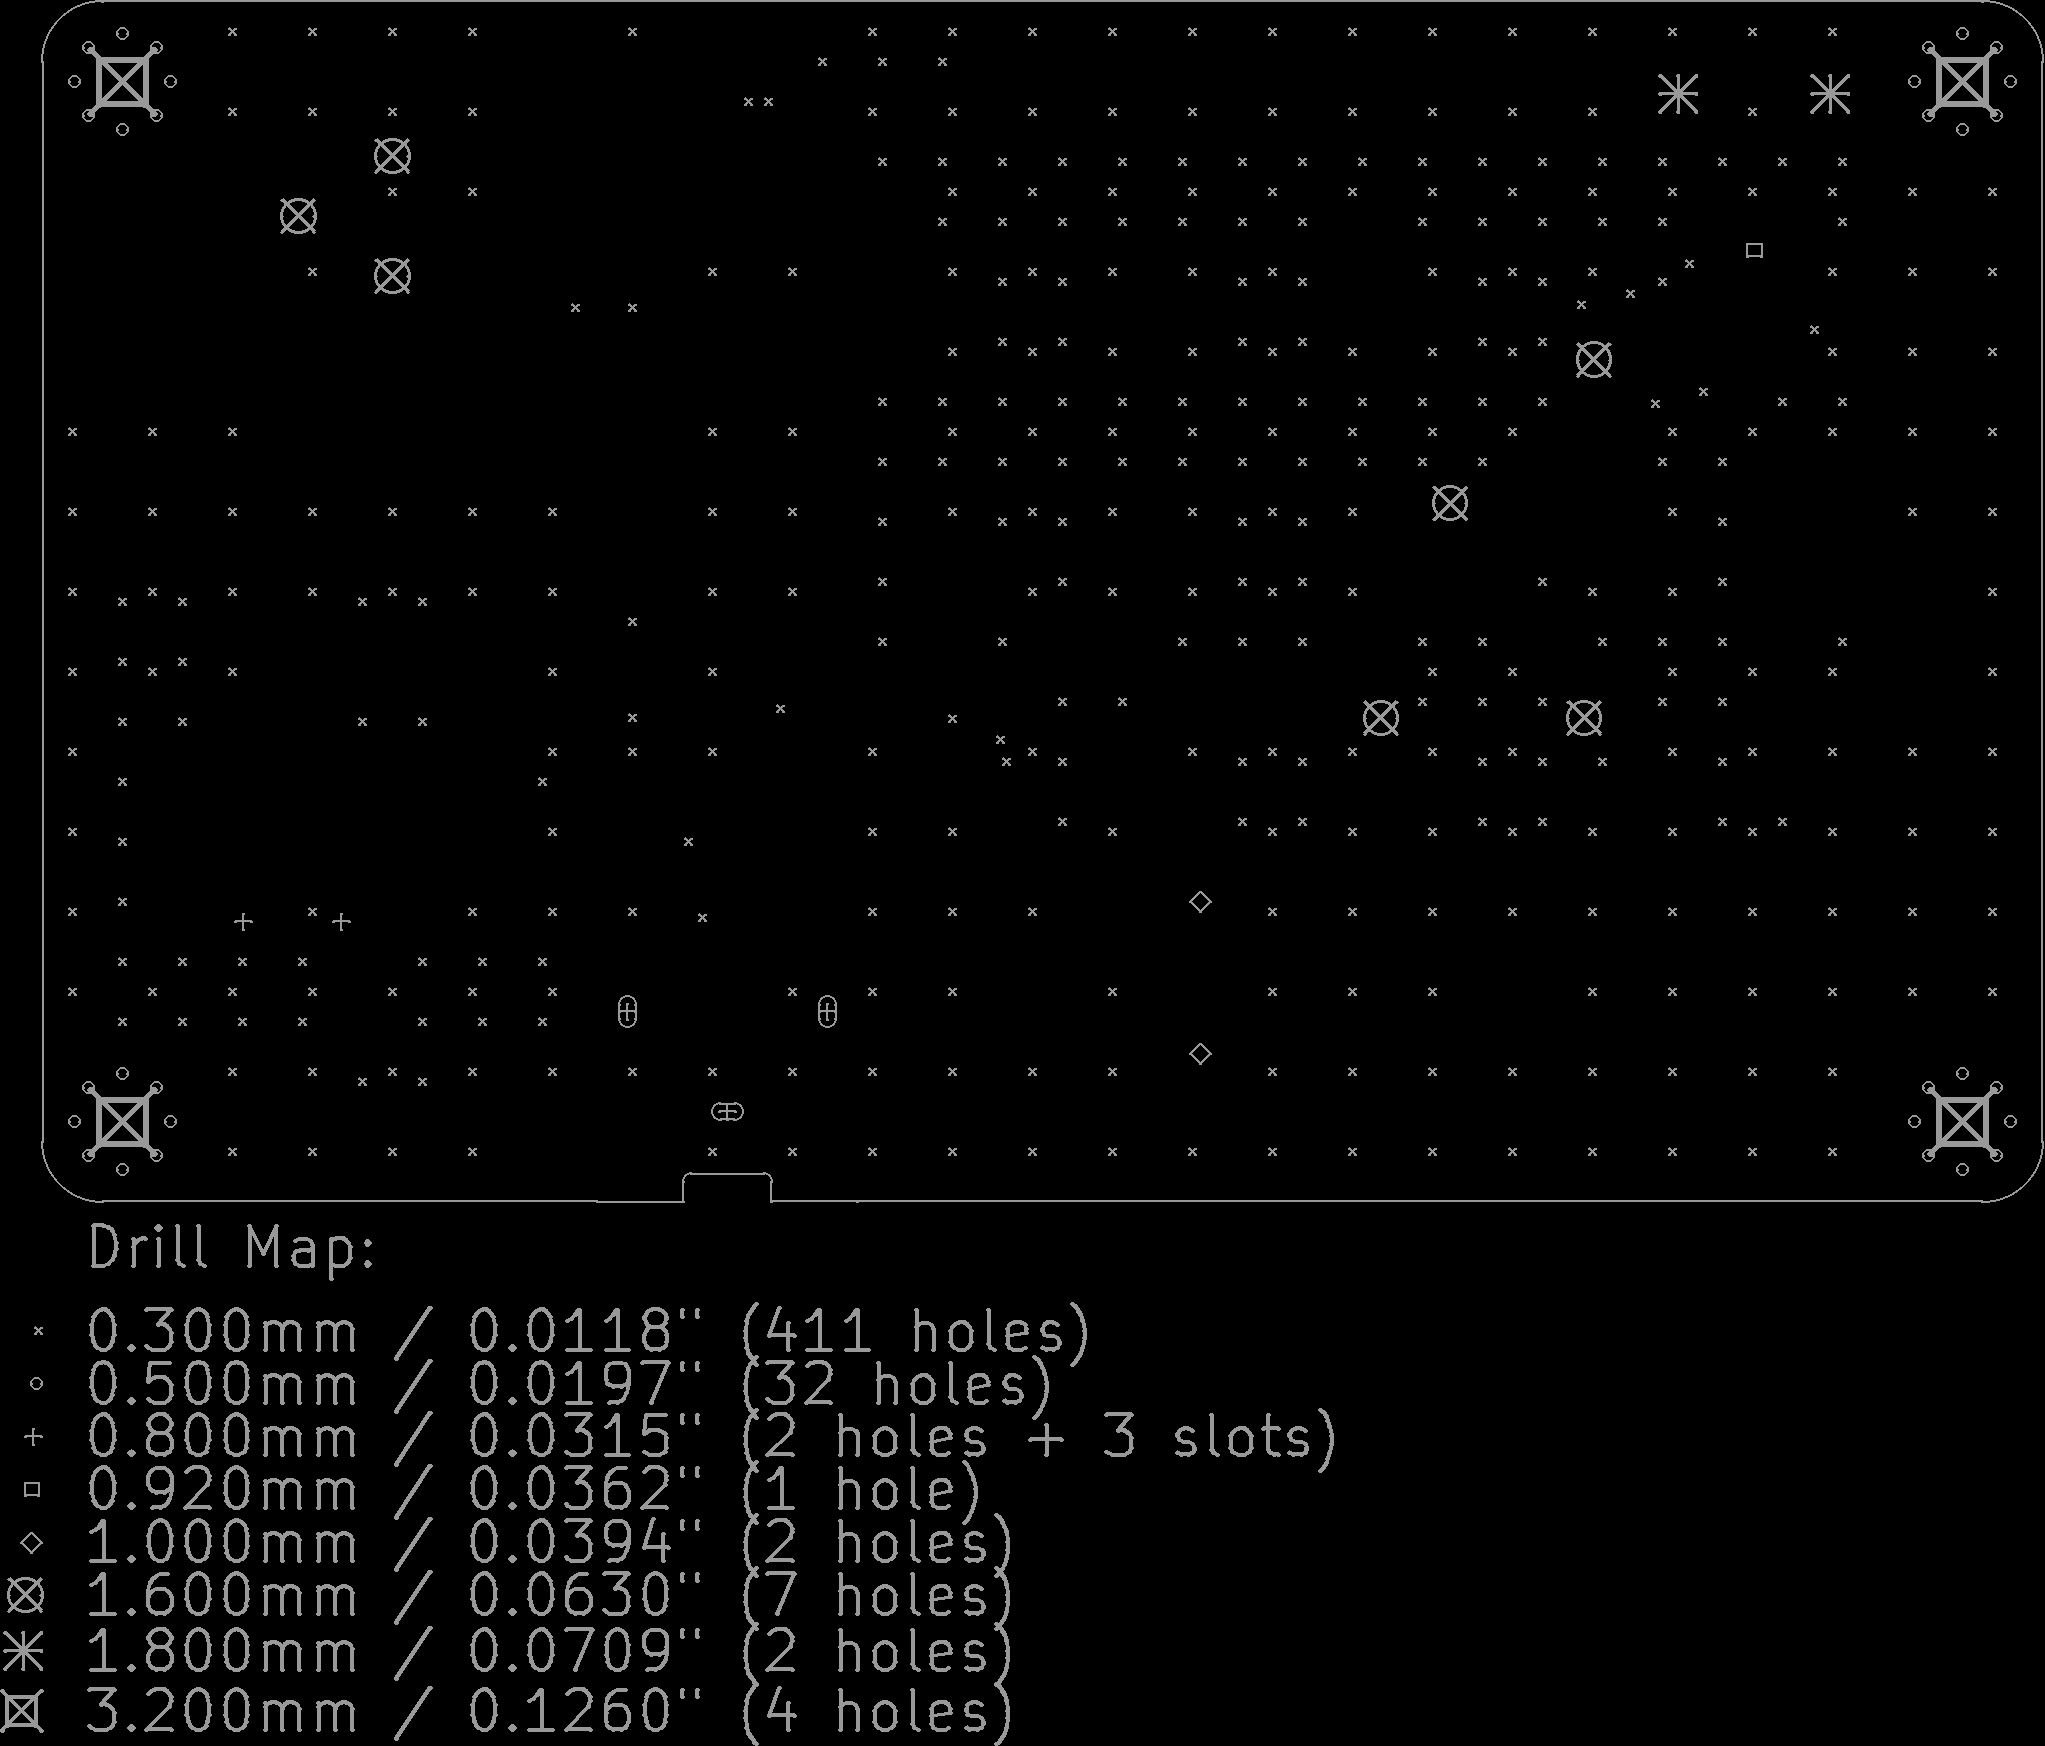 Drill Map:
0.300mm / 0.0118" (411 holes)
0.500mm / 0.0197" (32 holes)
0.800mm / 0.0315" (2 holes + 3 slots)
0.920mm / 0.0362" (1 hole)
1.000mm / 0.0394" (2 holes)
1.600mm / 0.0630" (7 holes)
1.800mm / 0.0709" (2 holes)
3.200mm / 0.1260" (4 holes)